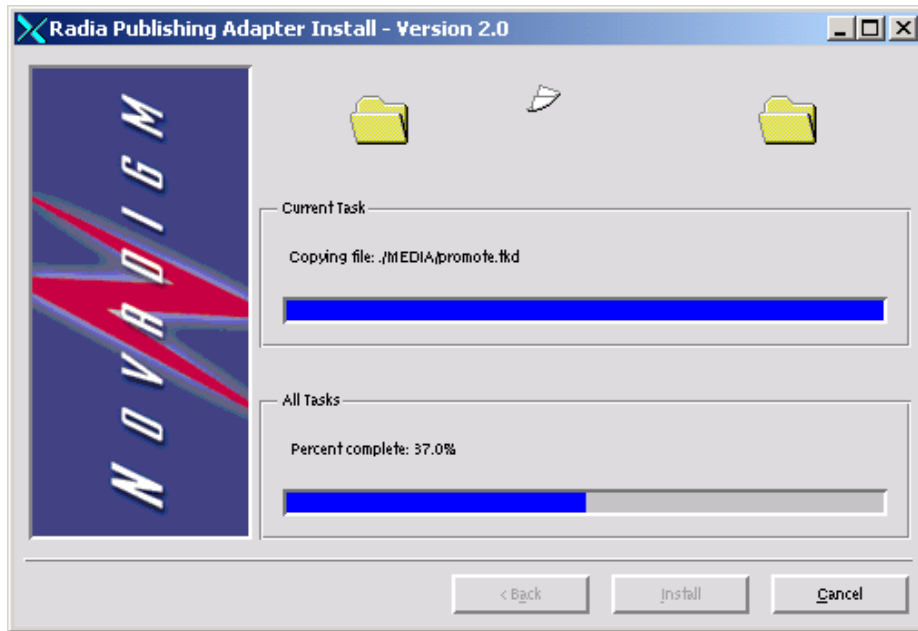 Radia Publishing Adapter Install - Version 2.0
NOVADIGM
Current Task
Copying file: ./MEDIA/promote.tkd
All Tasks
Percent complete: 37.0%
< Back
Install
Cancel